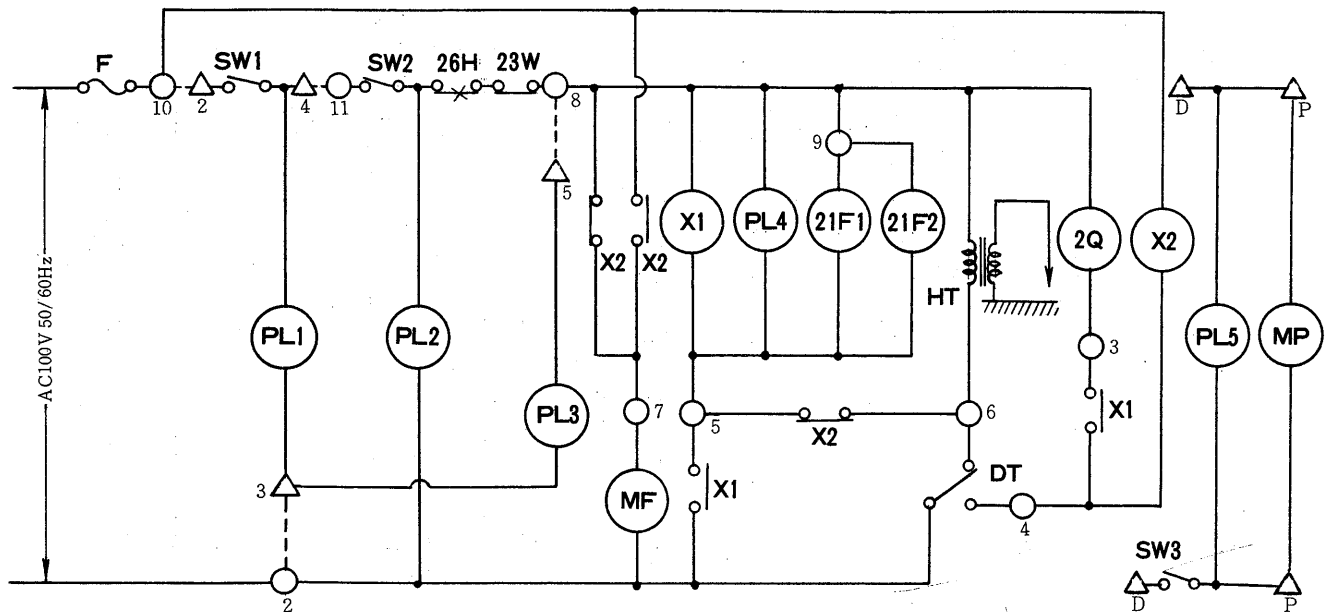 F
SW1
SW2
26H
23W
10
2
4
11
8
D
P
9
5
X1
PL4
21F1
21F2
2Q
X2
X2
X2
HT
AC100V 50/60Hz
PL1
PL2
PL5
MP
3
PL3
7
5
6
X1
X2
3
X1
DT
MF
4
SW3
2
D
P